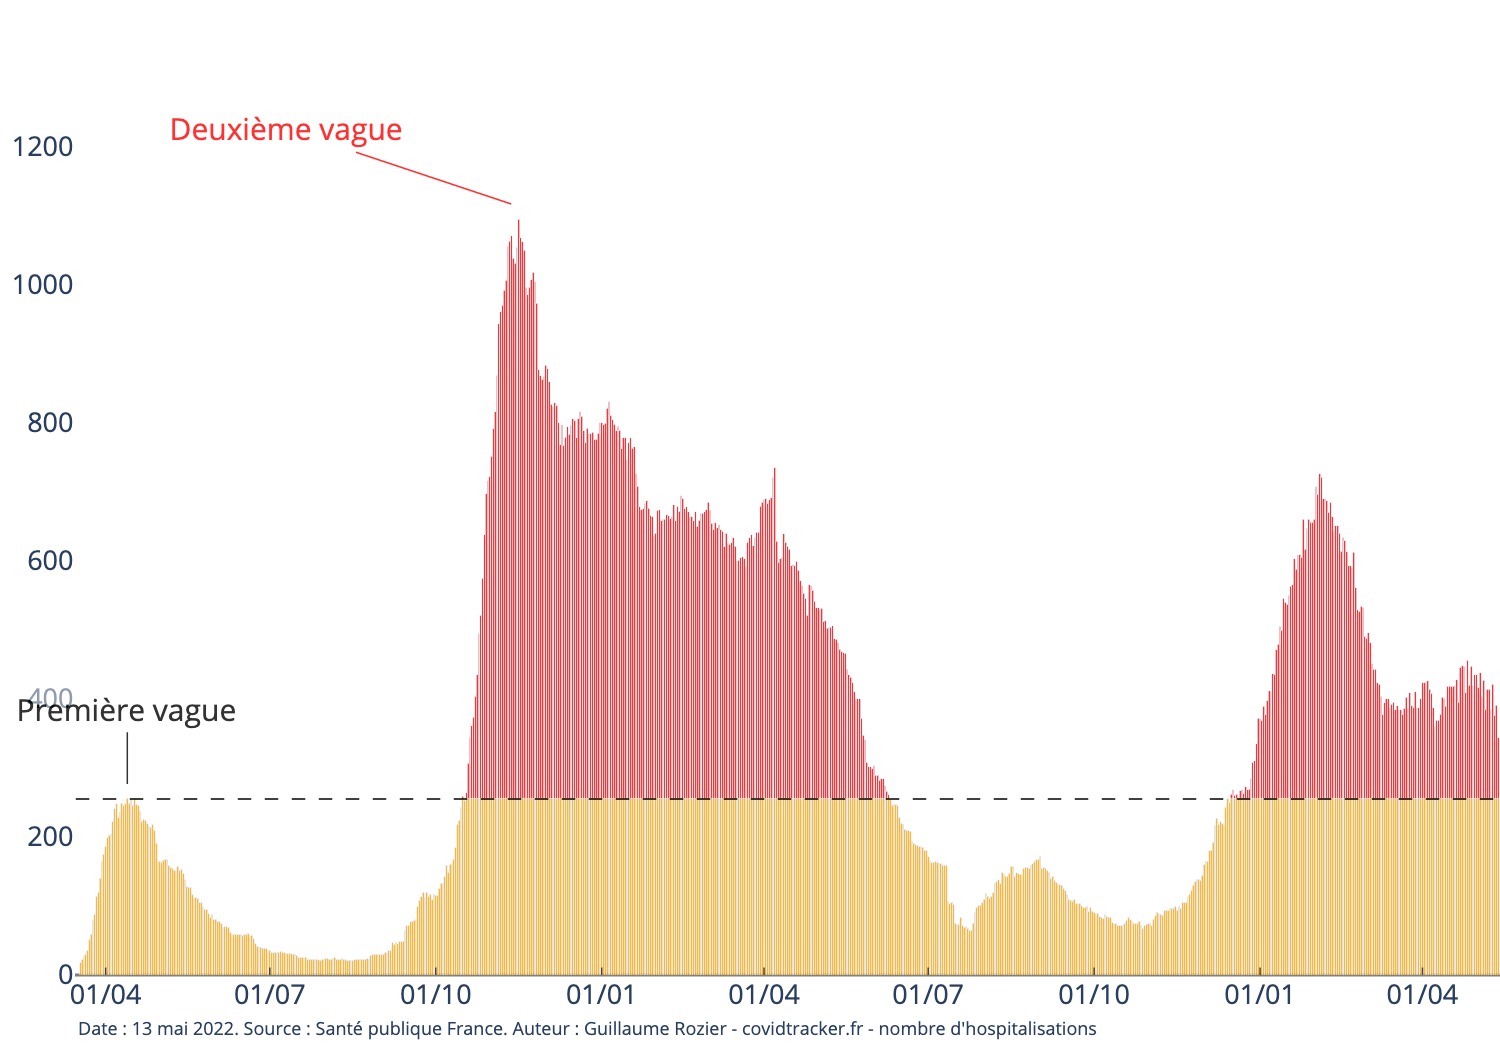 1200
Deuxième vague
1000
800
600
400
Première vague
200
0
01/04 01/07 01/10 01/01 01/04 01/07 01/10 01/01 01/04
Date : 13 mai 2022. Source : Santé publique France. Auteur : Guillaume Rozier - covidtracker.fr - nombre d'hospitalisations